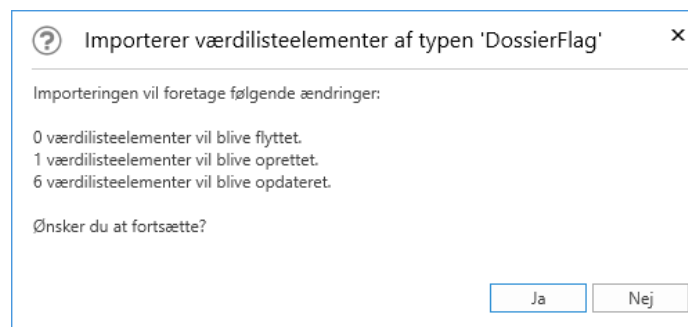 Importerer værdilisteelementer af typen 'DossierFlag'
Importeringen vil foretage følgende ændringer:
0 værdilisteelementer vil blive flyttet.
1 værdilisteelementer vil blive oprettet.
6 værdilisteelementer vil blive opdateret.
Ønsker du at fortsætte?
Ja Nej